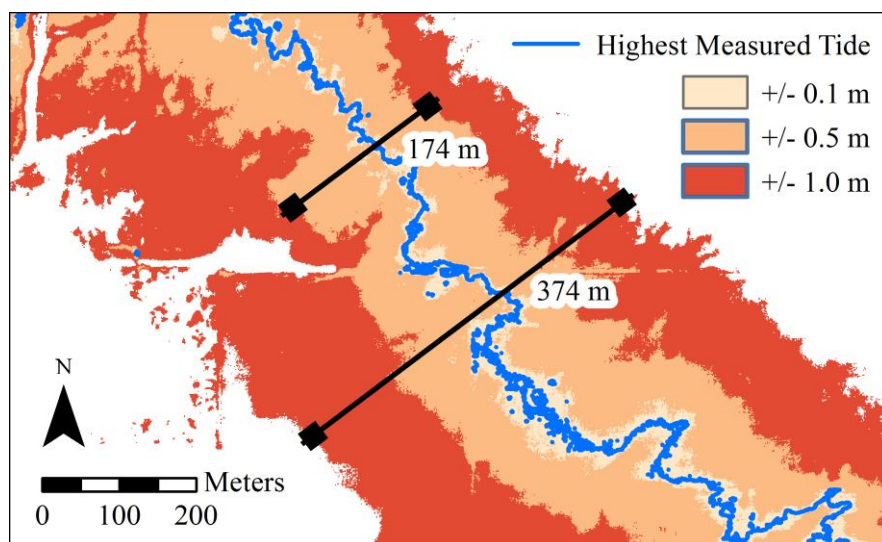 Highest Measured Tide
+/- 0.1 m
+/- 0.5 m
+/- 1.0 m
174 m
374 m
N
Meters
0 100 200